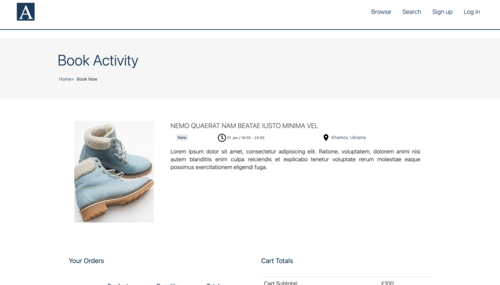 A
Browse Search Sign up Log in
Book Activity
Home> Book Now
NEMO QUAERAT NAM BEATAE IUSTO MINIMA VEL
New 01 Jan / 19:00 - 23:00 Kharkov, Ukraine
Lorem ipsum dolor sit amet, consectetur adipisicing elit. Ratione, voluptatem, dolorem animi nisi
autem blanditiis enim culpa reiciendis et explicabo tenetur voluptate rerum molestiae eaque
possimus exercitationem eligendi fuga.
Your Orders Cart Totals
Cart Subtotal: £100